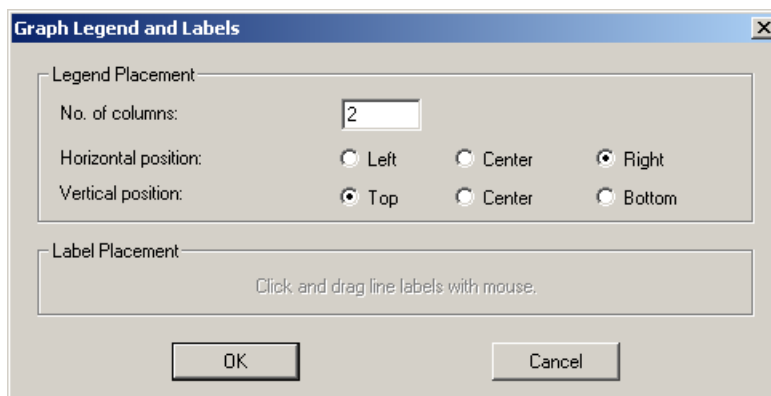 Graph Legend and Labels
Legend Placement
No. of columns: 2
Horizontal position: Left Center Right
Vertical position: Top Center Bottom
Label Placement
Click and drag line labels with mouse.
OK Cancel